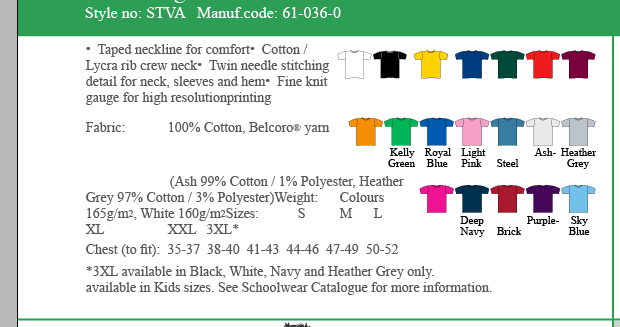 Style no: STVA Manuf.code: 61-036-0
• Taped neckline for comfort• Cotton /
Lycra rib crew neck• Twin needle stitching
detail for neck, sleeves and hem• Fine knit
gauge for high resolutionprinting
Fabric: 100% Cotton, Belcoro® yarn
Kelly Green
Royal Blue
Light Pink
Steel
Ash-
Heather Grey
(Ash 99% Cotton / 1% Polyester, Heather
Grey 97% Cotton / 3% Polyester)Weight: Colours
165g/m2, White 160g/m2Sizes: S M L
XL XXL 3XL*
Deep Navy
Brick
Purple-
Sky Blue
Chest (to fit): 35-37 38-40 41-43 44-46 47-49 50-52
*3XL available in Black, White, Navy and Heather Grey only.
available in Kids sizes. See Schoolwear Catalogue for more information.